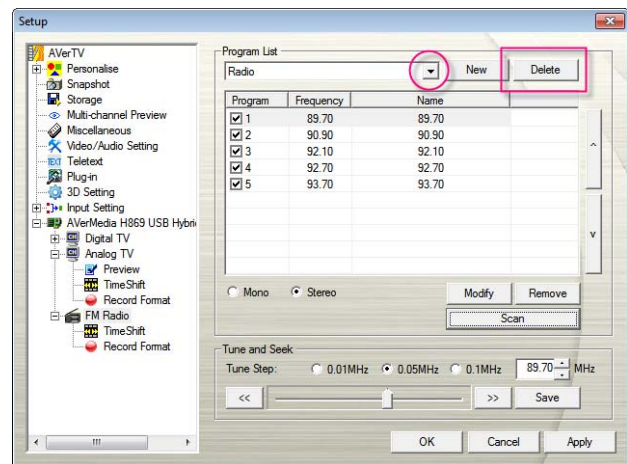 Setup
AVerTV
Personalise
Snapshot
Storage
Multi-channel Preview
Miscellaneous
Video/Audio Setting
TEXT Teletext
Plug-in
3D Setting
Input Setting
AVerMedia H869 USB Hybri
Digital TV
Analog TV
Preview
TimeShift
Record Format
FM Radio
TimeShift
Record Format
Program List
Radio New Delete
Program Frequency Name
1 89.70 89.70
2 90.90 90.90
3 92.10 92.10
4 92.70 92.70
5 93.70 93.70
^
v
Mono Stereo Modify Remove
Scan
Tune and Seek
Tune Step: 0.01MHz 0.05MHz 0.1MHz 89.70 MHz
<< >> Save
OK Cancel Apply